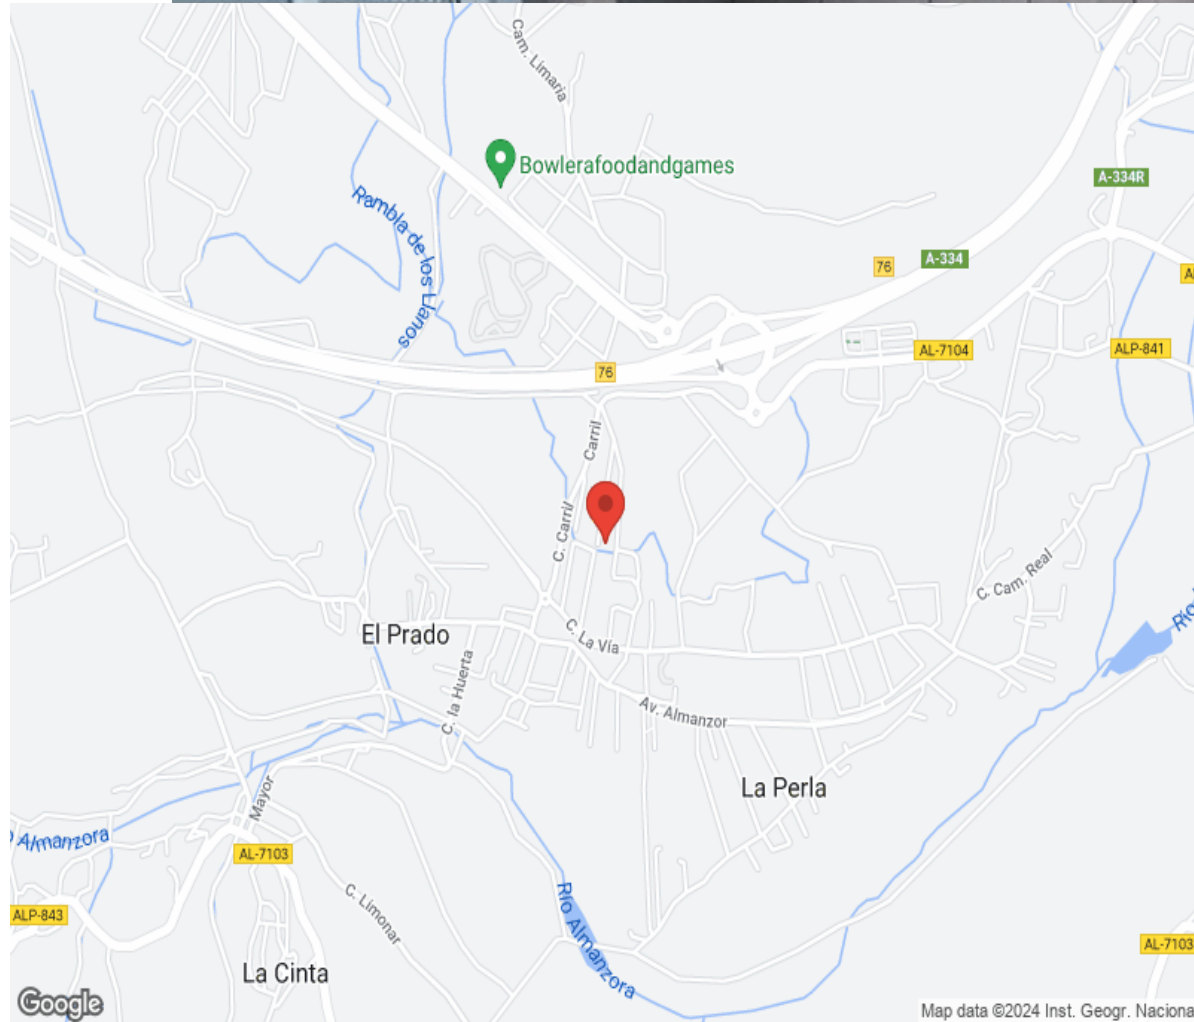 Cam. Limaria
Bowlerafoodandgames
A-334R
Rambla de los Llanos
76
A-334
AL-7104
ALP-841
76
C. Carril
Carril
C. Cam. Real
El Prado
C. La Vía
C. la Huerta
Av. Almanzor
La Perla
Mayor
Almanzora
AL-7103
C. Limonar
ALP-843
Río Almanzora
AL-7103
La Cinta
Google
Map data ©2024 Inst. Geogr. Naciona